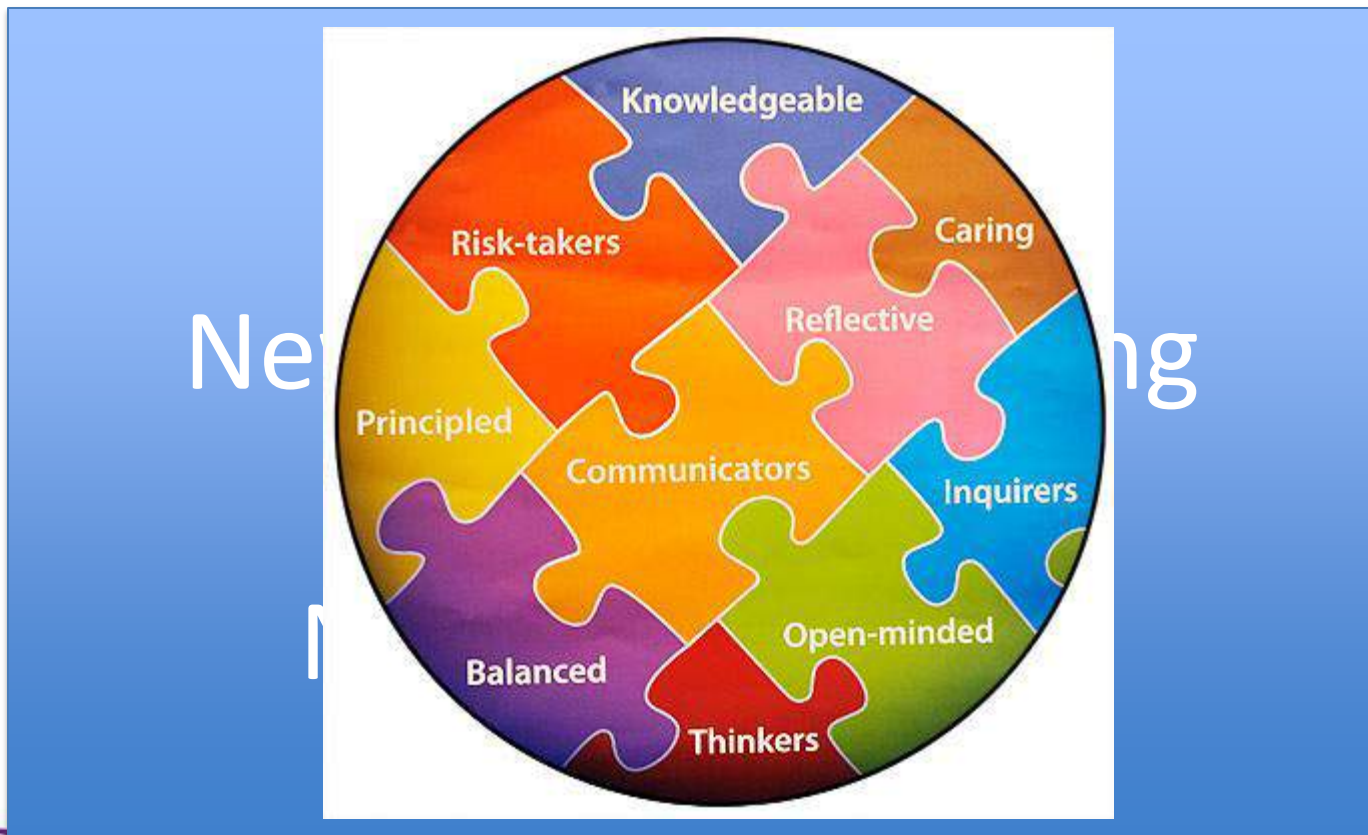 Knowledgeable
Caring
Risk-takers
Reflective
Principled
Communicators
Inquirers
Open-minded
Balanced
Thinkers